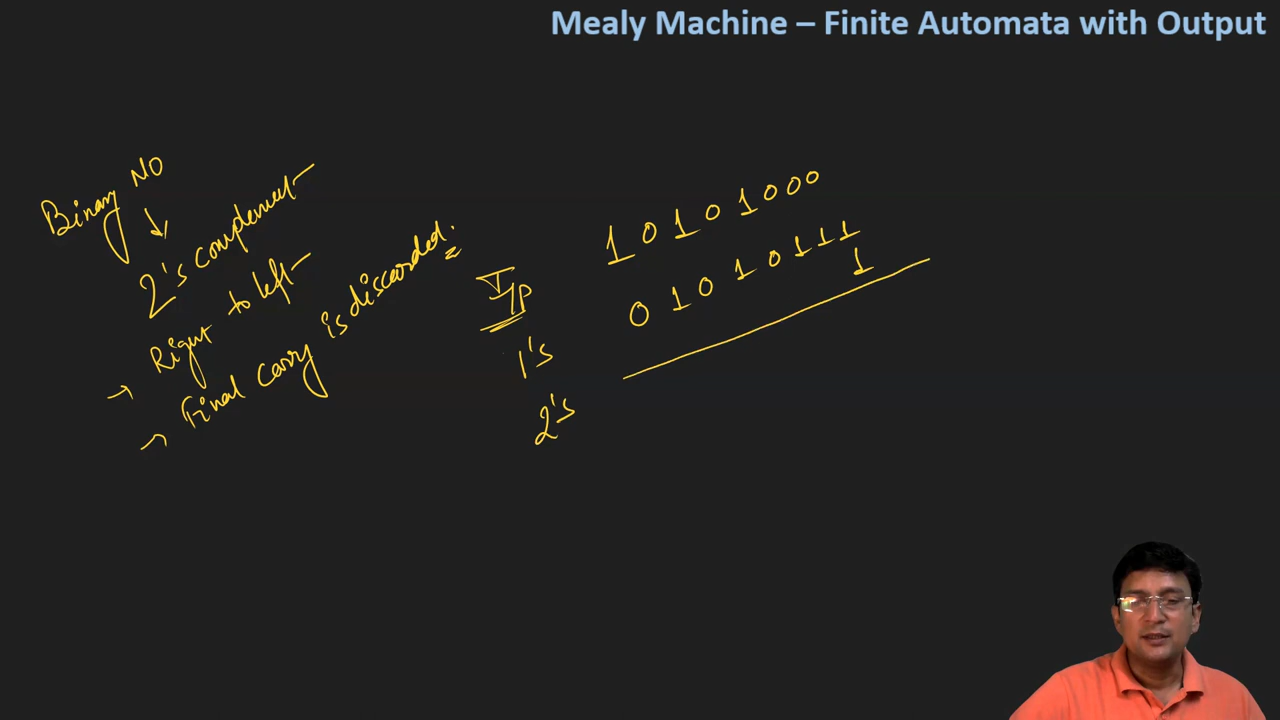 Mealy Machine – Finite Automata with Output
Binary NO
↓
2's complement
→ Right to left
→ Final carry is discarded.
I/P
1 0 1 0 1 0 0 0
1's
0 1 0 1 0 1 1 1
1
2's